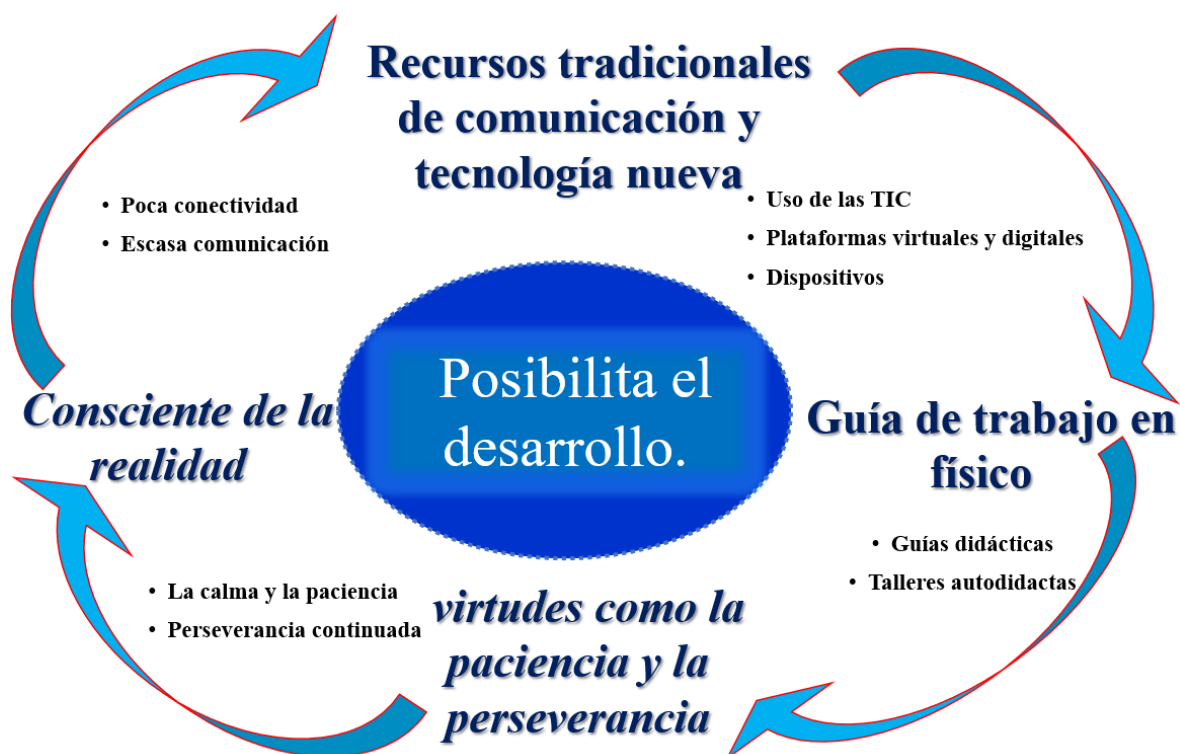 Recursos tradicionales
de comunicación y
tecnología nueva
• Poca conectividad
• Escasa comunicación
• Uso de las TIC
• Plataformas virtuales y digitales
• Dispositivos
Posibilita el
desarrollo.
Consciente de la
realidad
Guía de trabajo en
físico
• Guías didácticas
• Talleres autodidactas
• La calma y la paciencia
• Perseverancia continuada
virtudes como la
paciencia y la
perseverancia